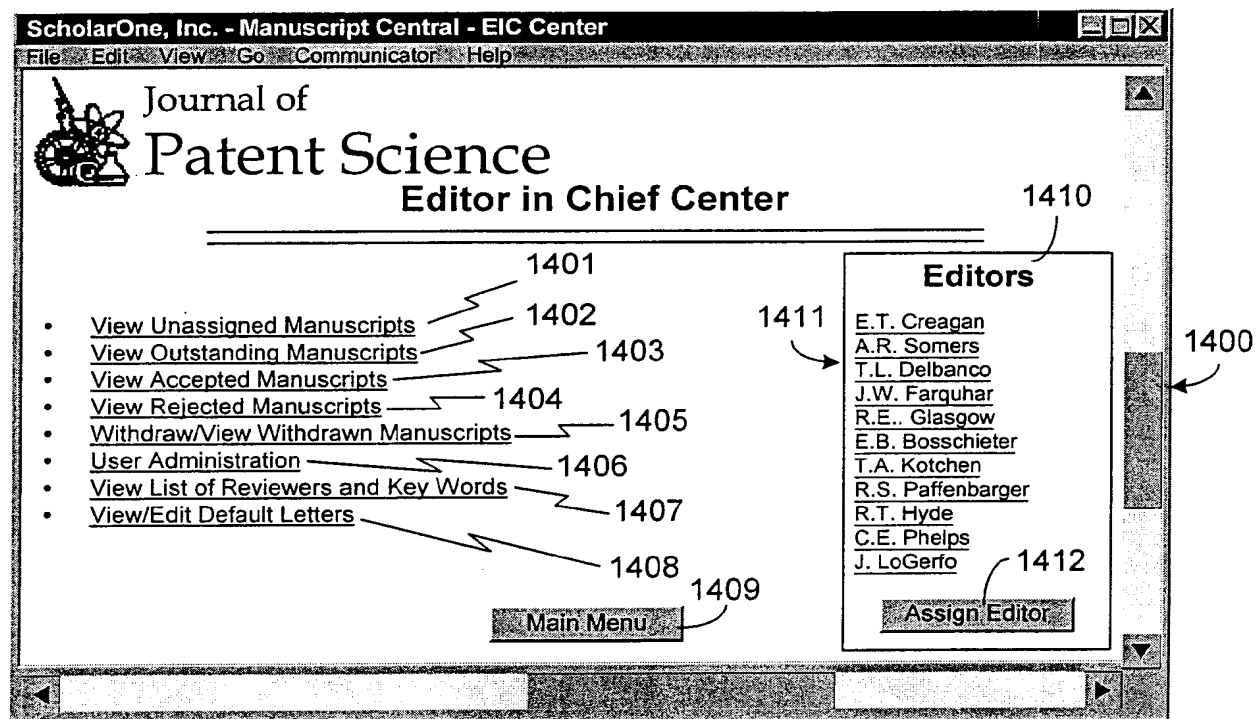 ScholarOne, Inc. - Manuscript Central - EIC Center
File Edit View Go Communicator Help
Journal of
Patent Science
Editor in Chief Center
1410
1401
1402
1403
1404
1405
1406
1407
1408
1409
• View Unassigned Manuscripts
• View Outstanding Manuscripts
• View Accepted Manuscripts
• View Rejected Manuscripts
• Withdraw/View Withdrawn Manuscripts
• User Administration
• View List of Reviewers and Key Words
• View/Edit Default Letters
Main Menu
Editors
1411
1400
E.T. Creagan
A.R. Somers
T.L. Delbanco
J.W. Farquhar
R.E.. Glasgow
E.B. Bosschieter
T.A. Kotchen
R.S. Paffenbarger
R.T. Hyde
C.E. Phelps
J. LoGerfo
1412
Assign Editor